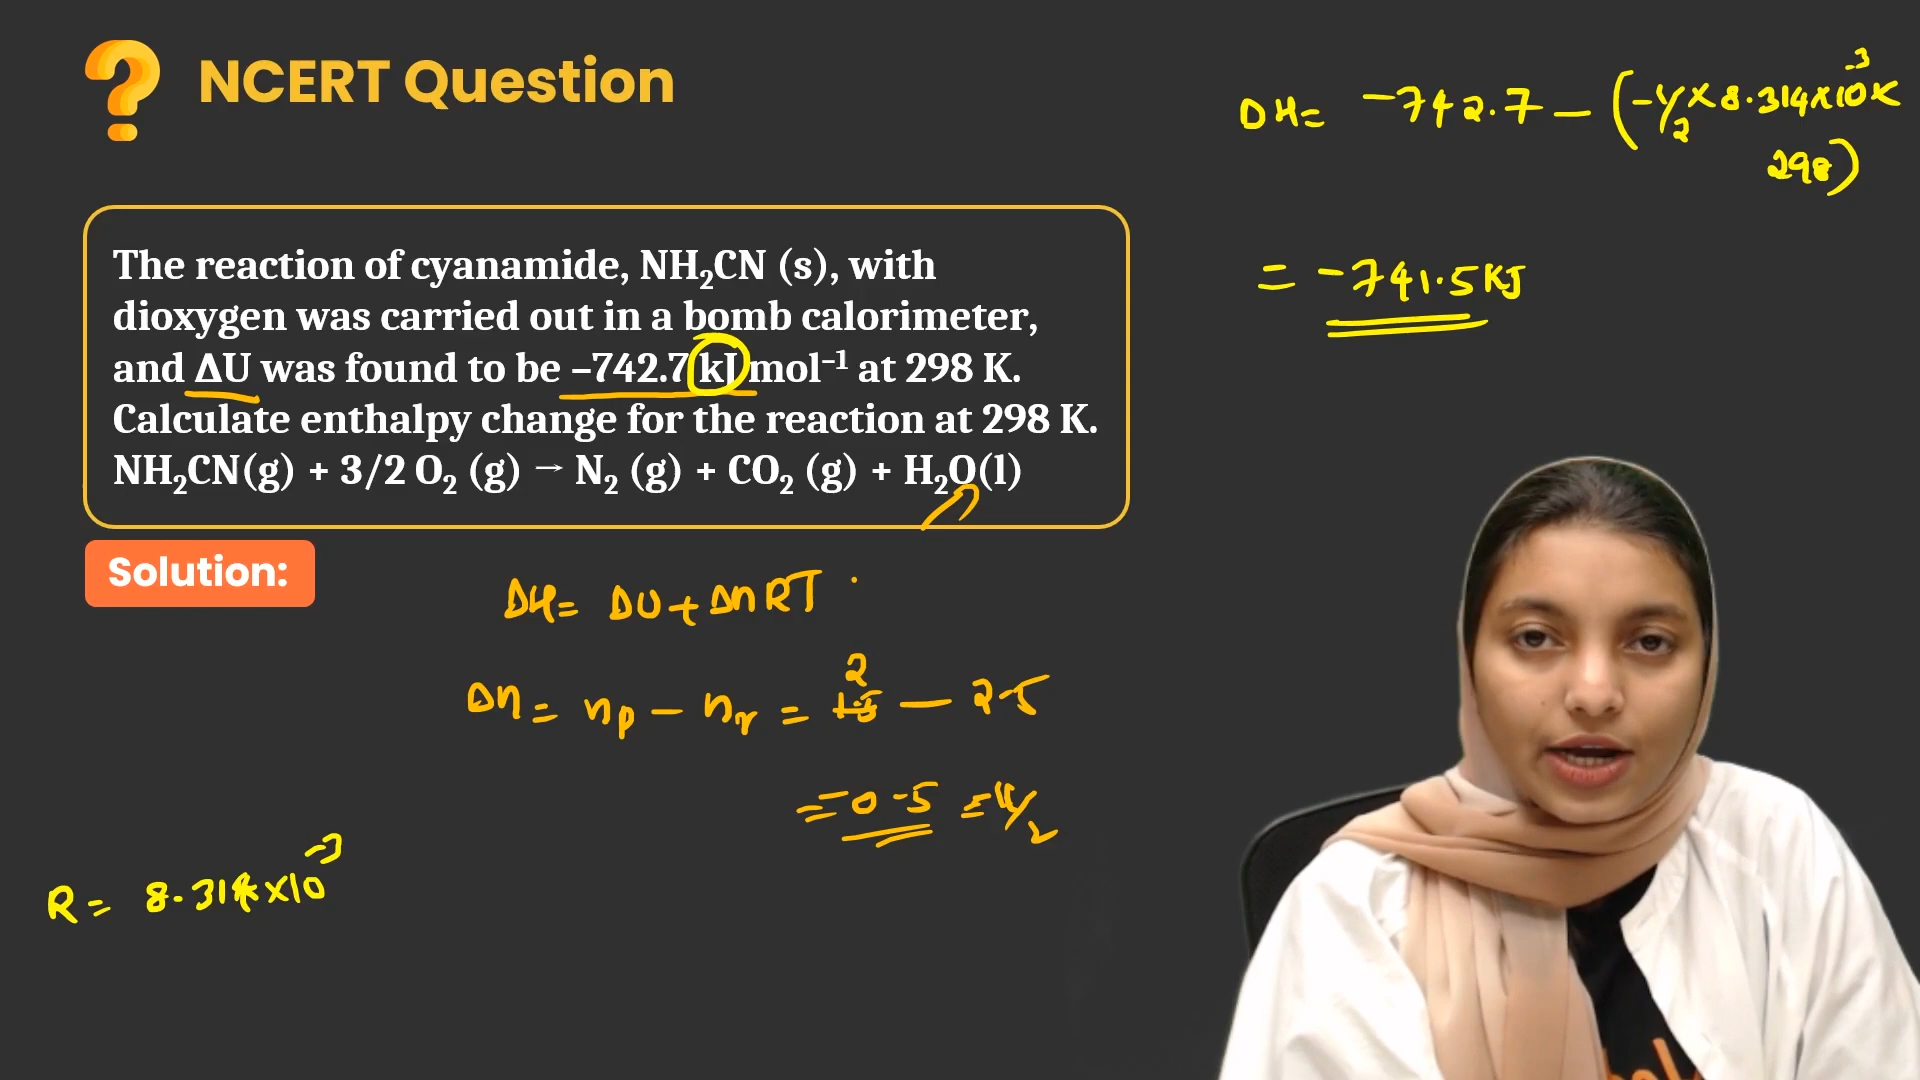 NCERT Question
The reaction of cyanamide, NH₂CN (s), with
dioxygen was carried out in a bomb calorimeter,
and ΔU was found to be –742.7 kJ mol⁻¹ at 298 K.
Calculate enthalpy change for the reaction at 298 K.
NH₂CN(g) + 3/2 O₂ (g) → N₂ (g) + CO₂ (g) + H₂O(l)
Solution:
ΔH = ΔU + ΔnRT
Δn = np – nr = 2 – 2.5
= –0.5 = –1/2
R = 8.314 × 10⁻³
ΔH = –742.7 – (–1/2 × 8.314 × 10⁻³ ×
298)
= –741.5 KJ